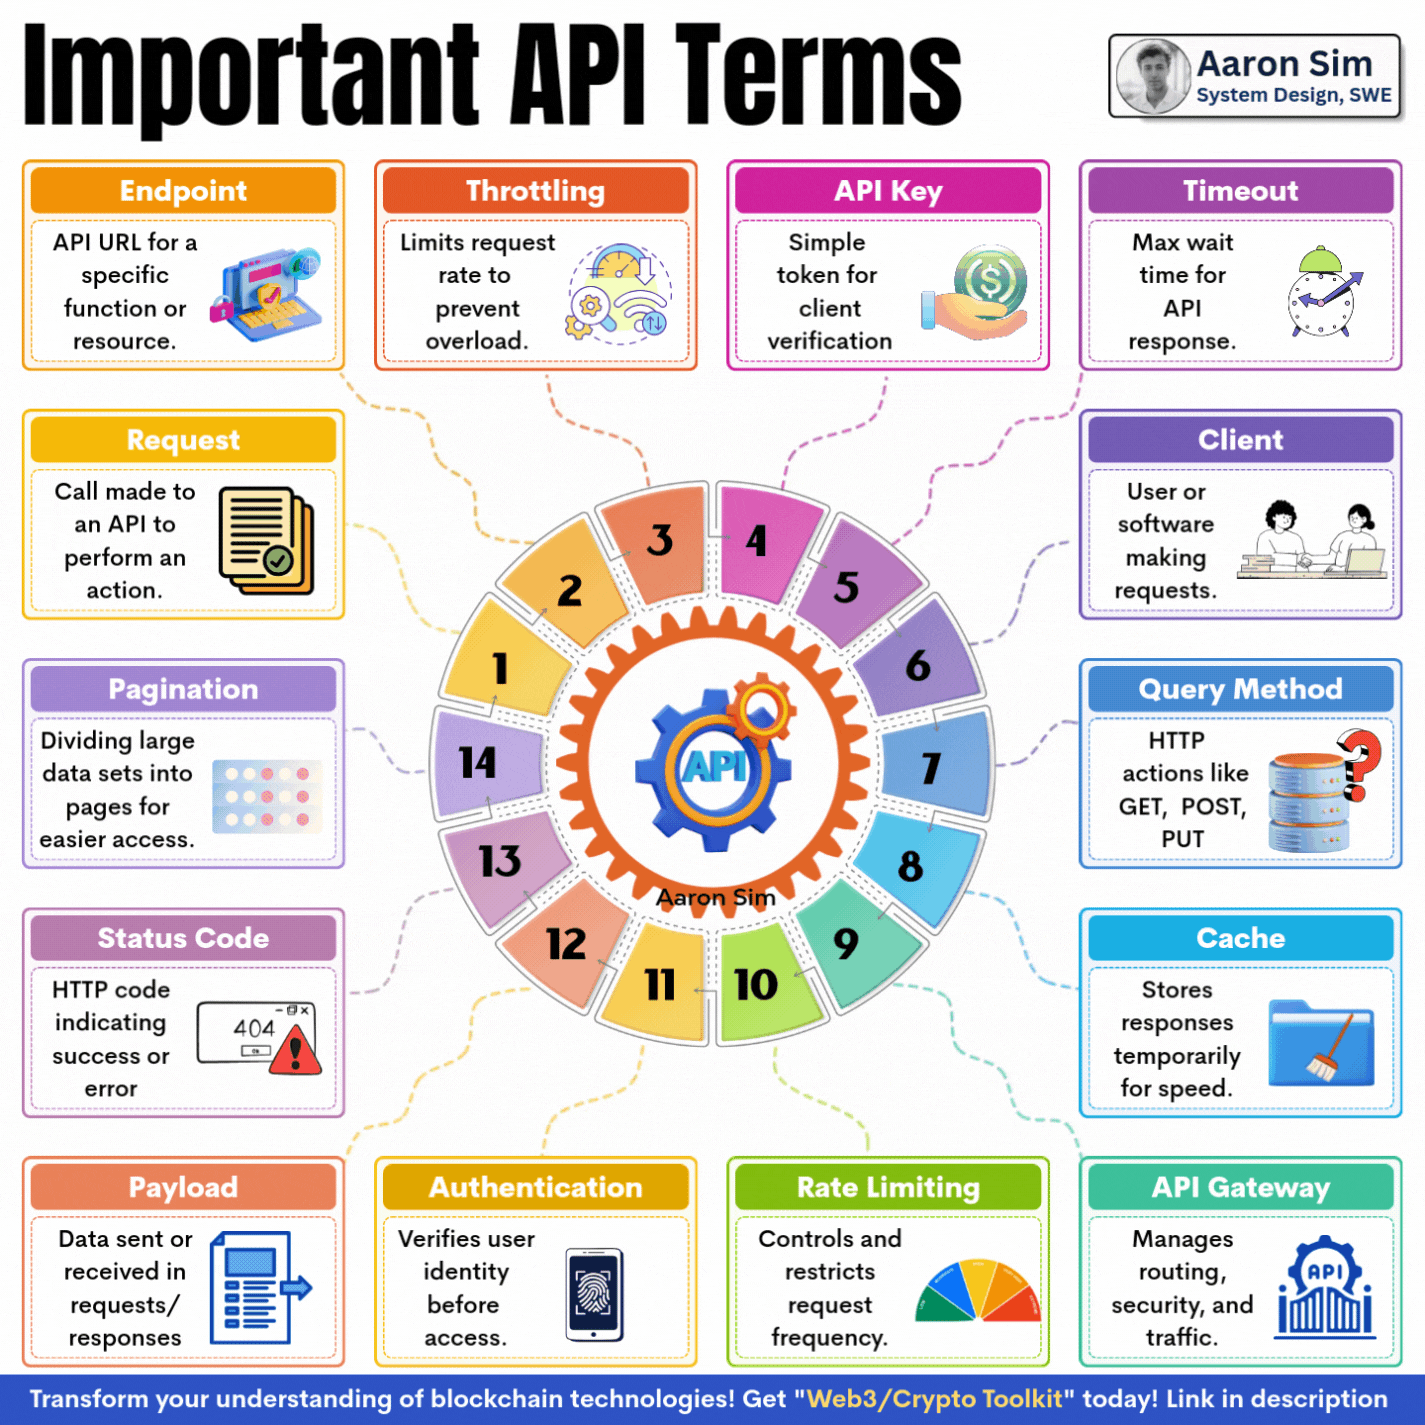 Important API Terms
Aaron Sim
System Design, SWE
Endpoint
API URL for a
specific
function or
resource.
Throttling
Limits request
rate to
prevent
overload.
API Key
Simple
token for
client
verification
Timeout
Max wait
time for
API
response.
Request
Call made to
an API to
perform an
action.
Client
User or
software
making
requests.
Pagination
Dividing large
data sets into
pages for
easier access.
Query Method
HTTP
actions like
GET, POST,
PUT
Status Code
HTTP code
indicating
success or
error
404
Ok
Cache
Stores
responses
temporarily
for speed.
3
4
2
5
1
6
14
API
7
13
8
Aaron Sim
12
9
11
10
Payload
Data sent or
received in
requests/
responses
Authentication
Verifies user
identity
before
access.
Rate Limiting
Controls and
restricts
request
frequency.
API Gateway
Manages
routing,
security, and
traffic.
API
Transform your understanding of blockchain technologies! Get "Web3/Crypto Toolkit" today! Link in description